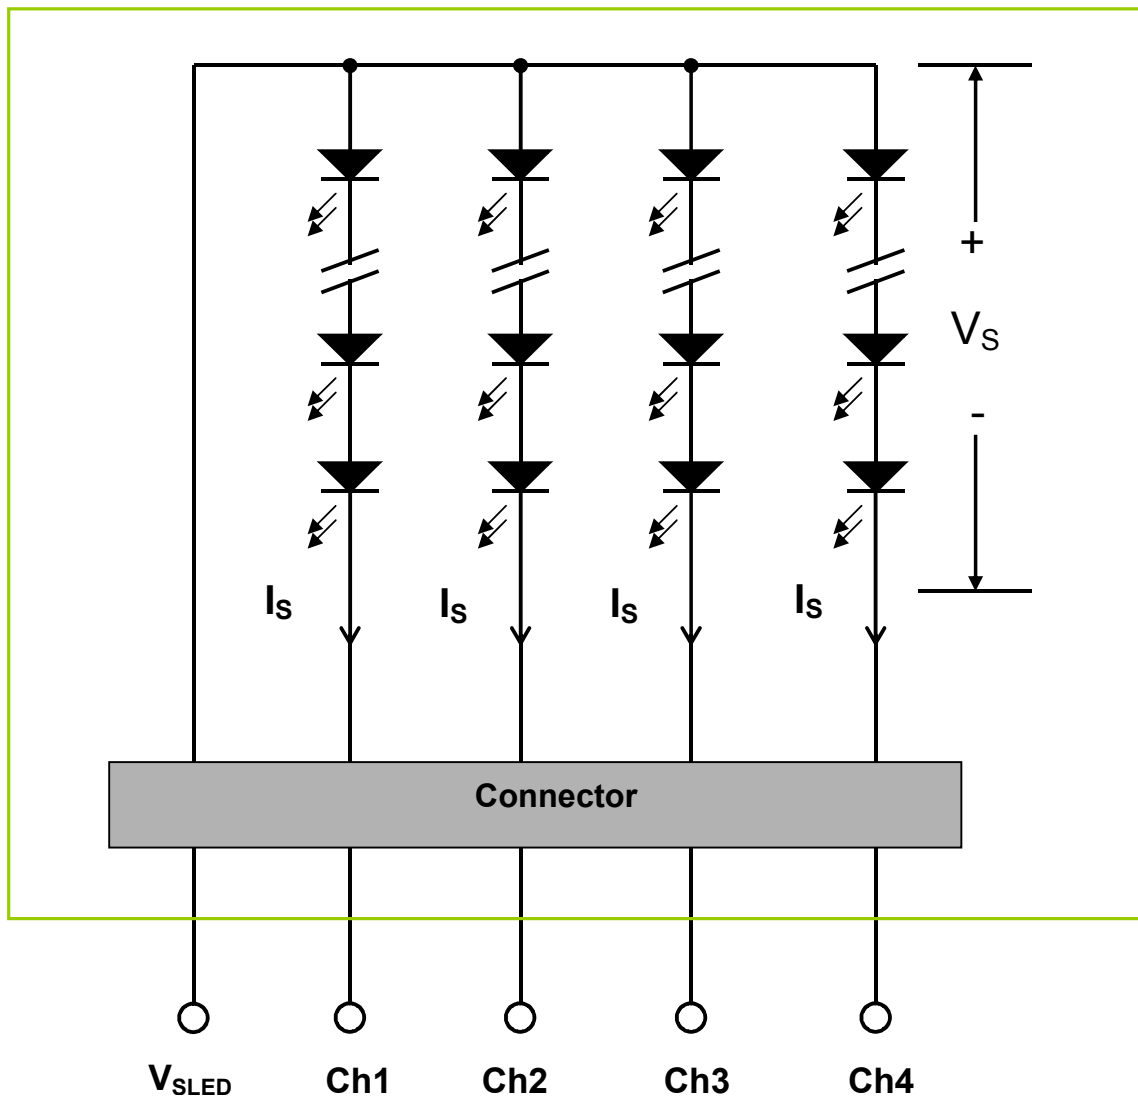 +
VS
-
IS IS IS IS
Connector
VSLED Ch1 Ch2 Ch3 Ch4